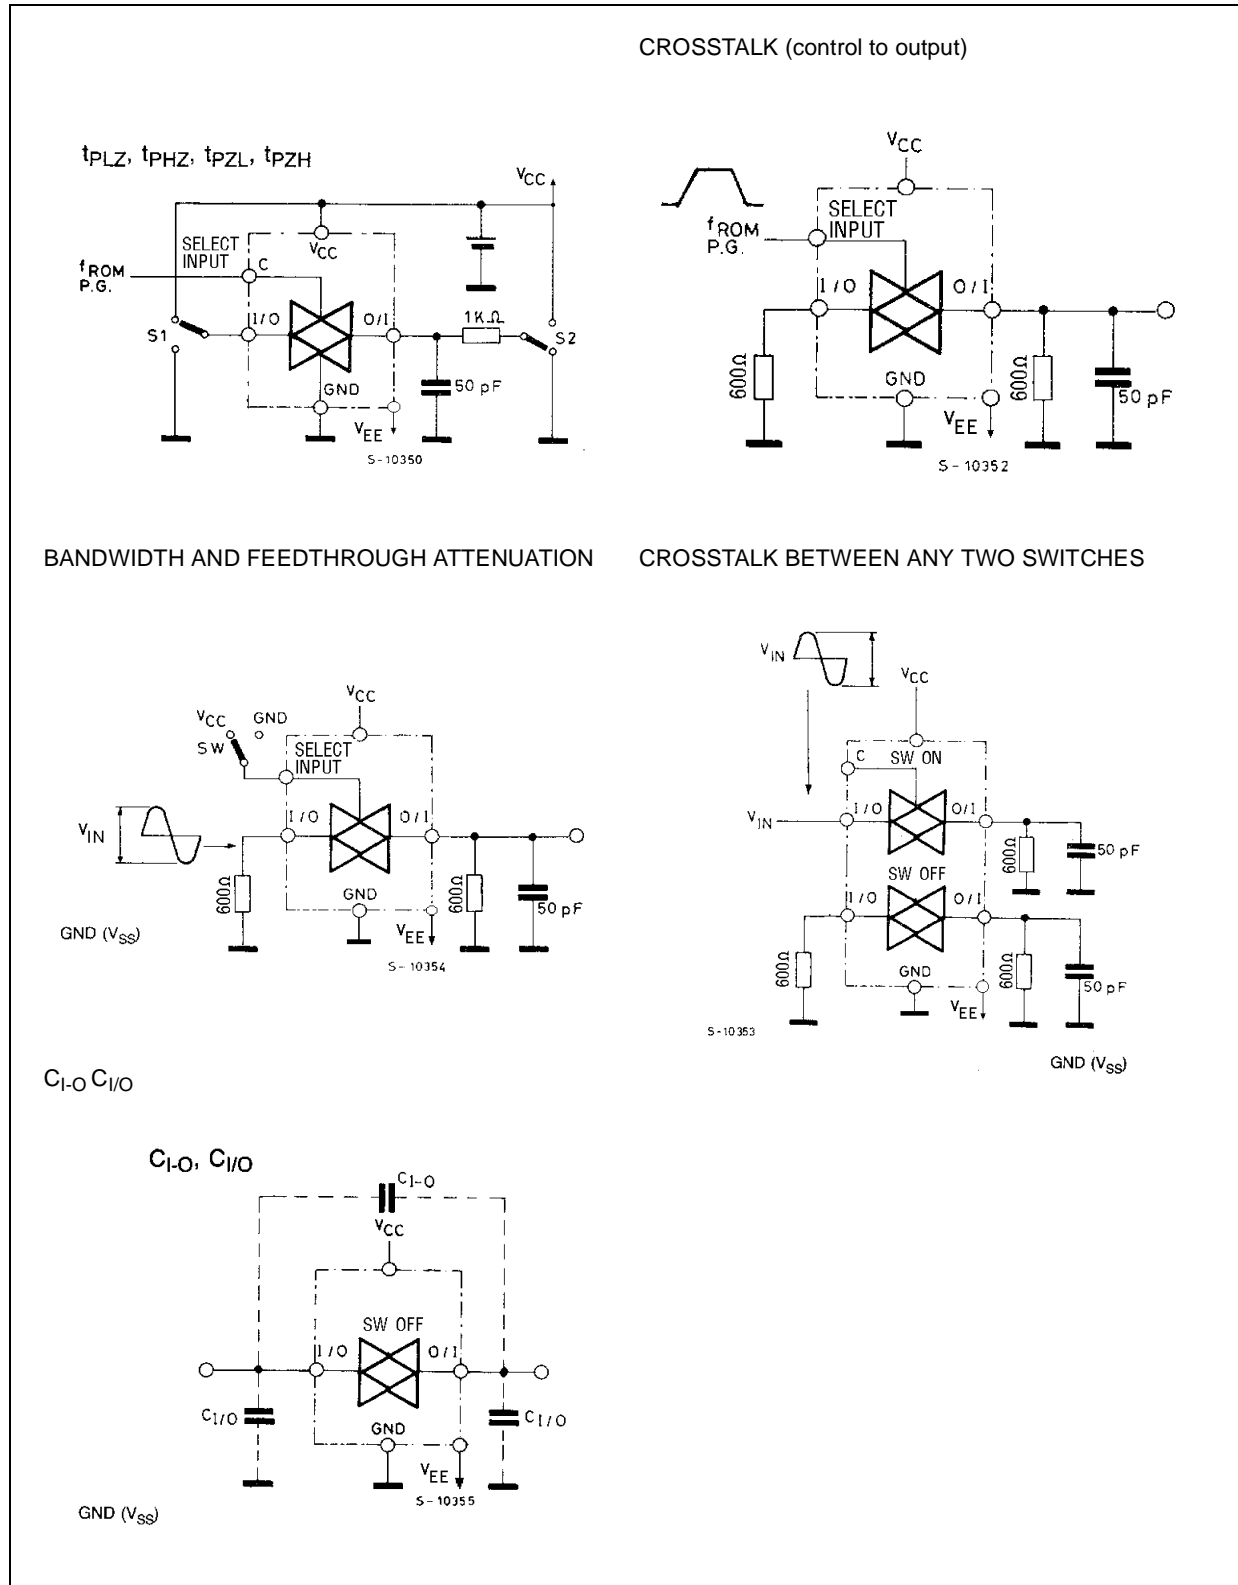 CROSSTALK (control to output)
tPLZ, tPHZ, tPZL, tPZH
VCC
SELECT
INPUT
VCC
fROM
P.G.
C
I/O
O/I
1KΩ
S1
S2
GND
50 pF
VEE
S-10350
VCC
SELECT
INPUT
fROM
P.G.
I/O
O/I
600Ω
GND
600Ω
50 pF
VEE
S-10352
BANDWIDTH AND FEEDTHROUGH ATTENUATION
CROSSTALK BETWEEN ANY TWO SWITCHES
VCC
VCC
GND
SW
SELECT
INPUT
VIN
I/O
O/I
600Ω
GND
600Ω
50 pF
VEE
GND (VSS)
S-10354
VIN
VCC
C
SW ON
VIN
I/O
O/I
600Ω
50 pF
SW OFF
I/O
O/I
600Ω
GND
600Ω
50 pF
VEE
S-10353
GND (VSS)
CI-O CI/O
CI-O, CI/O
CI-O
VCC
SW OFF
I/O
O/I
CI/O
GND
CI/O
VEE
S-10355
GND (VSS)